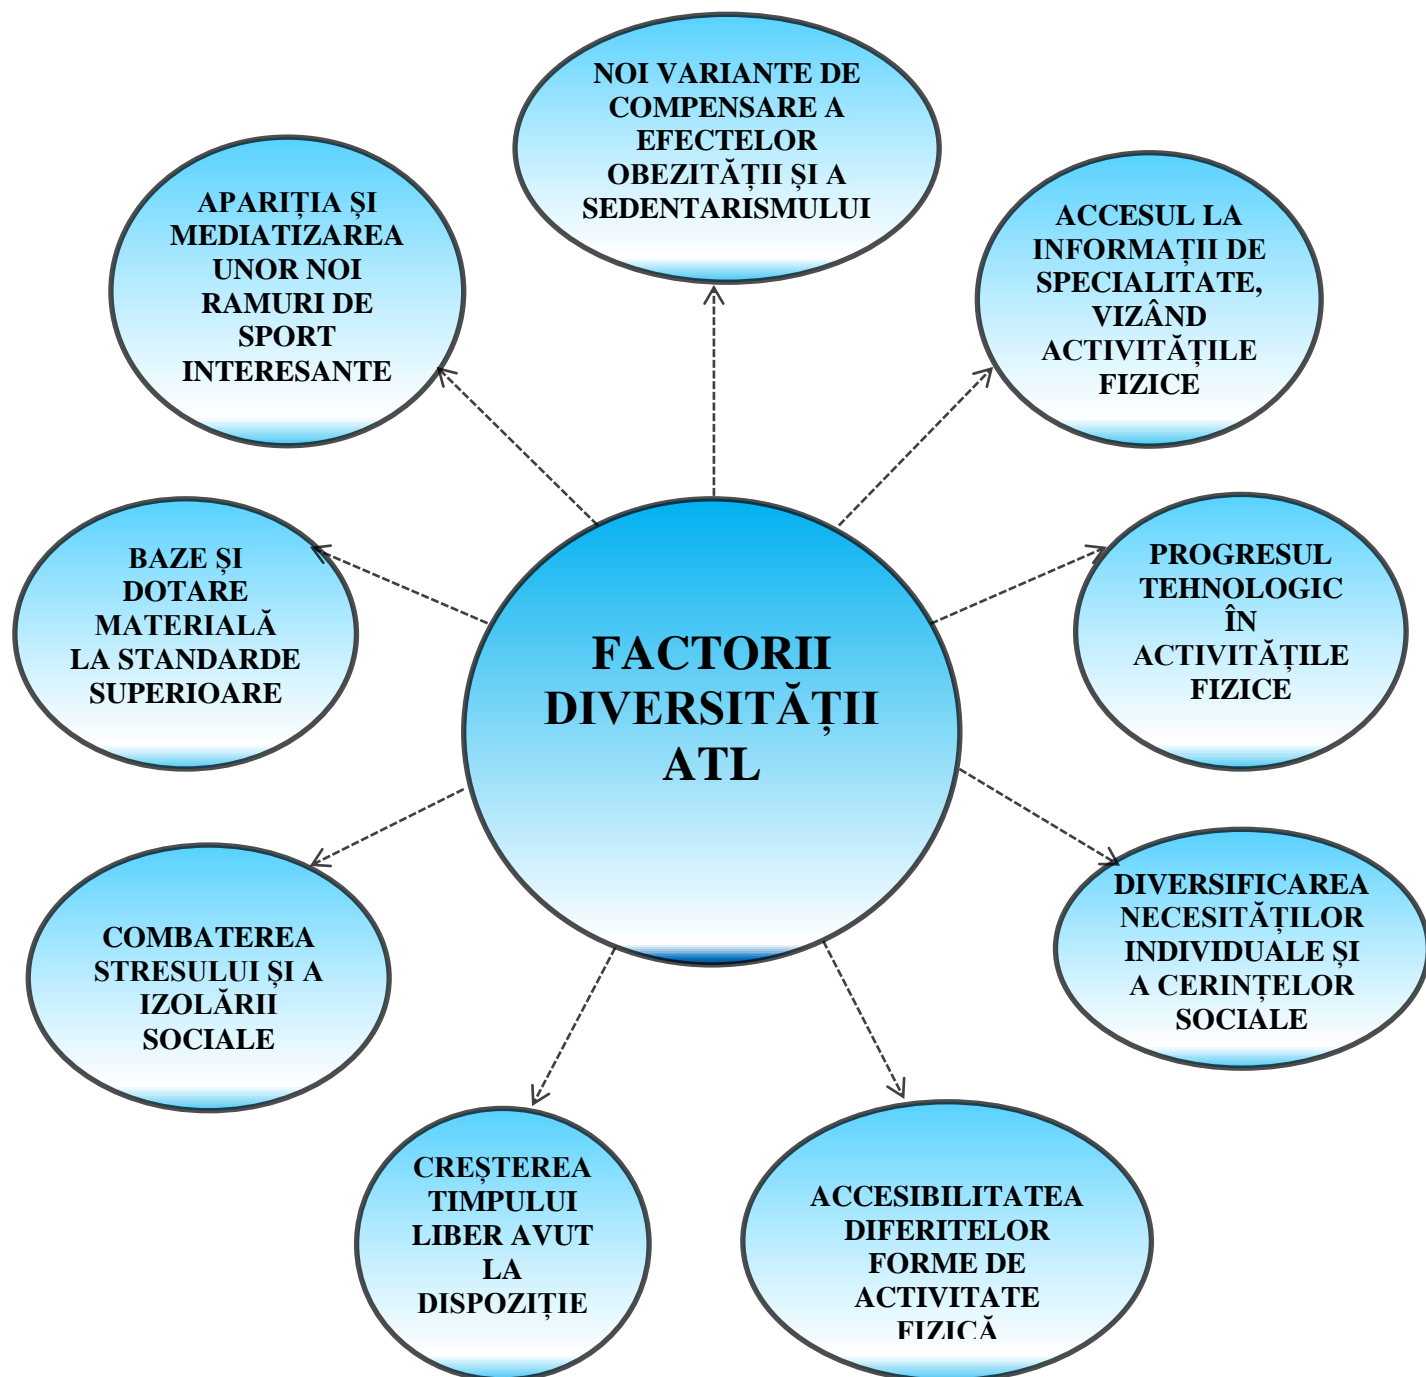 NOI VARIANTE DE
COMPENSARE A
EFECTELOR
OBEZITĂȚII ȘI A
SEDENTARISMULUI
APARIȚIA ȘI
MEDIATIZAREA
UNOR NOI
RAMURI DE
SPORT
INTERESANTE
ACCESUL LA
INFORMAȚII DE
SPECIALITATE,
VIZÂND
ACTIVITĂȚILE
FIZICE
BAZE ȘI
DOTARE
MATERIALĂ
LA STANDARDE
SUPERIOARE
FACTORII
DIVERSITĂȚII
ATL
PROGRESUL
TEHNOLOGIC
ÎN
ACTIVITĂȚILE
FIZICE
COMBATEREA
STRESULUI ȘI A
IZOLĂRII
SOCIALE
DIVERSIFICAREA
NECESITĂȚILOR
INDIVIDUALE ȘI
A CERINȚELOR
SOCIALE
CREȘTEREA
TIMPULUI
LIBER AVUT
LA
DISPOZIȚIE
ACCESIBILITATEA
DIFERITELOR
FORME DE
ACTIVITATE
FIZICĂ